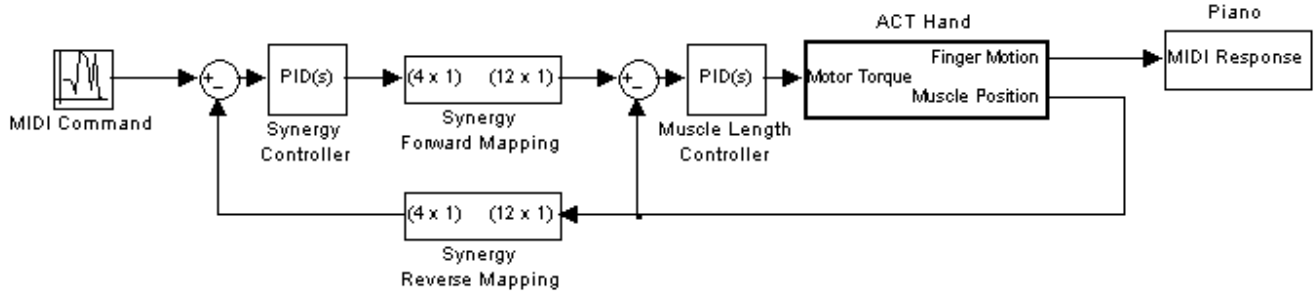 Piano
ACT Hand
MIDI Command
+
−
PID(s)
Synergy
Controller
(4 x 1) (12 x 1)
Synergy
Forward Mapping
+
−
PID(s)
Muscle Length
Controller
Motor Torque
Finger Motion
Muscle Position
MIDI Response
(4 x 1) (12 x 1)
Synergy
Reverse Mapping